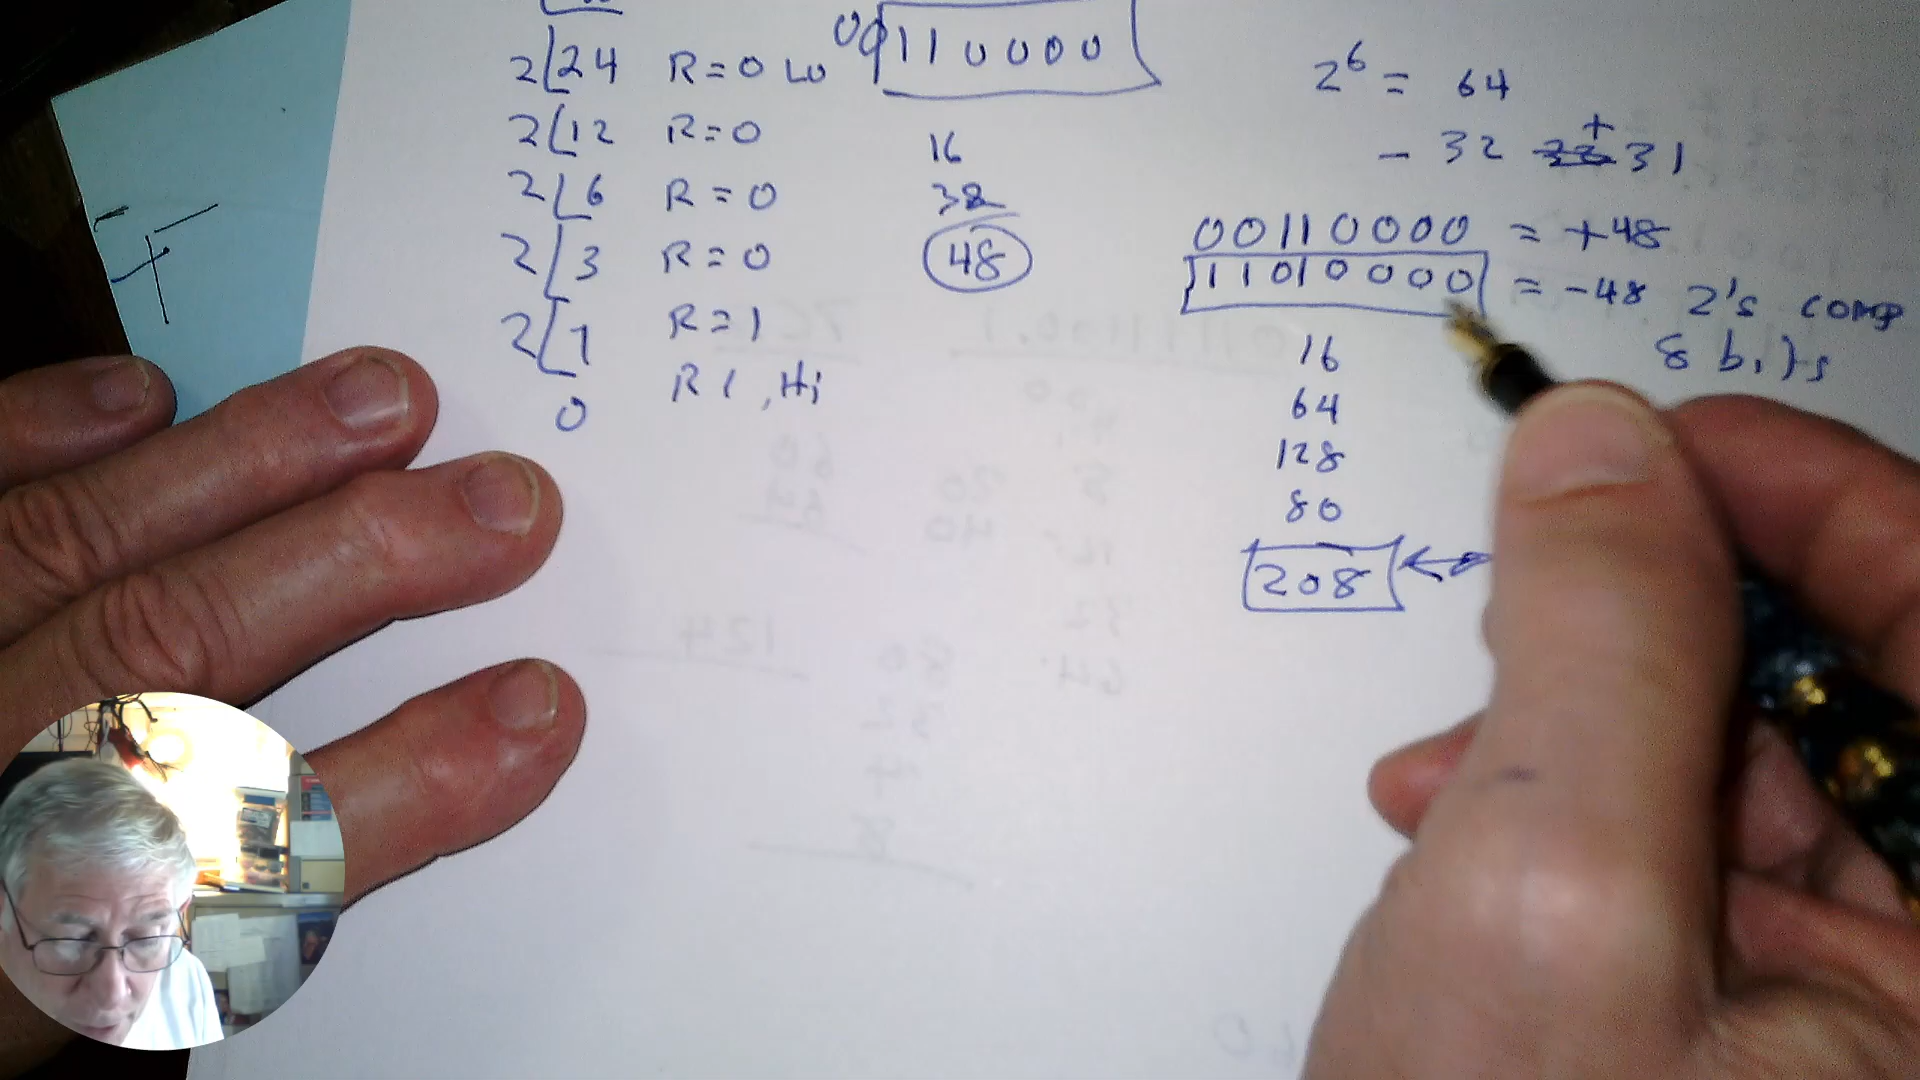 2 24 R=0 LO
00110000
2 12 R=0
2 6 R=0
2 3 R=0
2 1 R=1
0 R 1, Hi
16
32
48
2^6 = 64
- 32 + 31
00110000 = +48
11010000 = -48 2's comp
8 bits
16
64
128
80
208